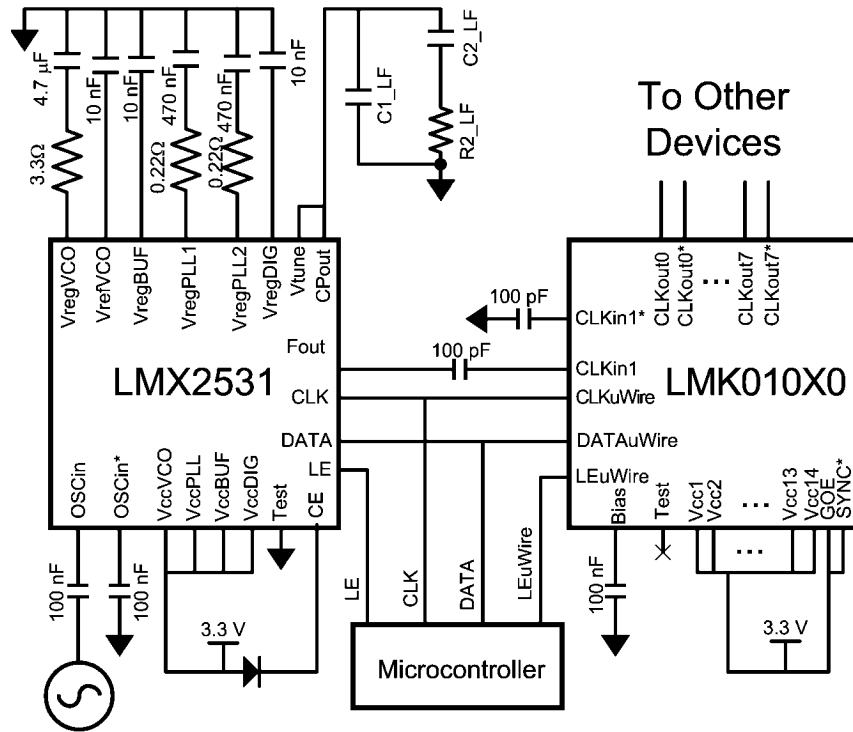 4.7 µF
10 nF
10 nF
470 nF
470 nF
10 nF
3.3Ω
0.22Ω
0.22Ω
C1_LF
C2_LF
R2_LF
To Other
Devices
VregVCO
VrefVCO
VregBUF
VregPLL1
VregPLL2
VregDIG
Vtune
CPout
CLKout0
CLKout0*
...
CLKout7
CLKout7*
100 pF
CLKin1*
Fout
100 pF
CLKin1
LMX2531
LMK010X0
CLK
CLKuWire
DATA
DATAuWire
LE
LEuWire
OSCin
OSCin*
VccVCO
VccPLL
VccBUF
VccDIG
Test
CE
Bias
Test
Vcc1
Vcc2
...
Vcc13
Vcc14
GOE
SYNC*
...
100 nF
100 nF
LE
CLK
DATA
LEuWire
100 nF
3.3 V
3.3 V
Microcontroller